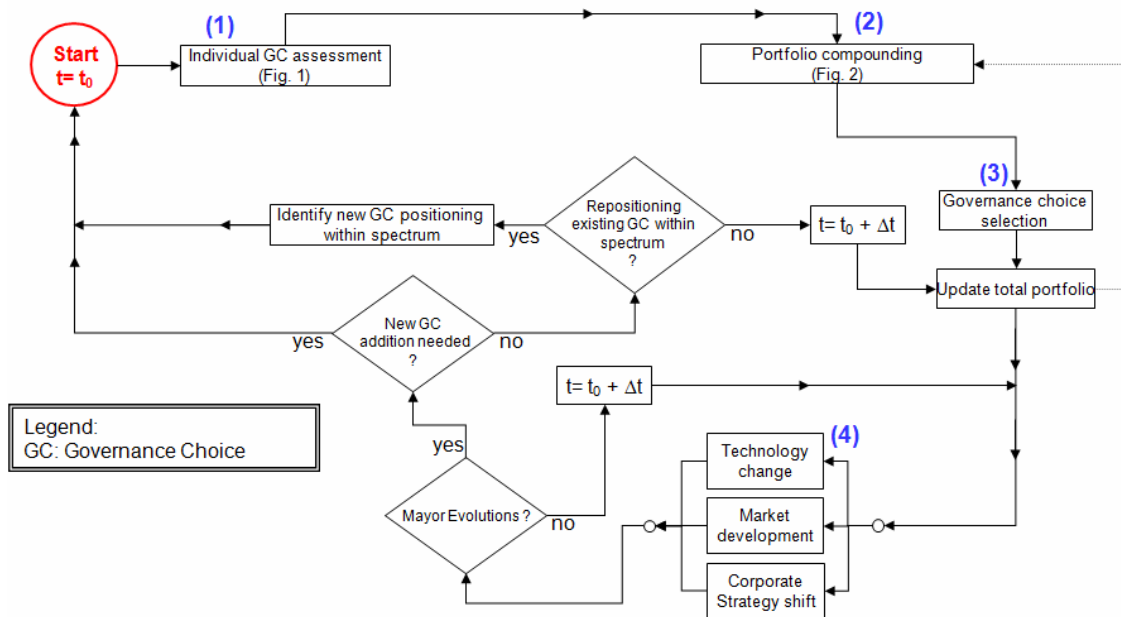 (1)
(2)
Start
t= t₀
Individual GC assessment
(Fig. 1)
Portfolio compounding
(Fig. 2)
(3)
Governance choice
selection
Repositioning
existing GC within
spectrum
?
Identify new GC positioning
within spectrum
yes
no
t= t₀ + Δt
Update total portfolio
New GC
addition needed
?
yes
no
t= t₀ + Δt
Legend:
GC: Governance Choice
yes
(4)
Technology
change
Mayor Evolutions ?
no
Market
development
Corporate
Strategy shift